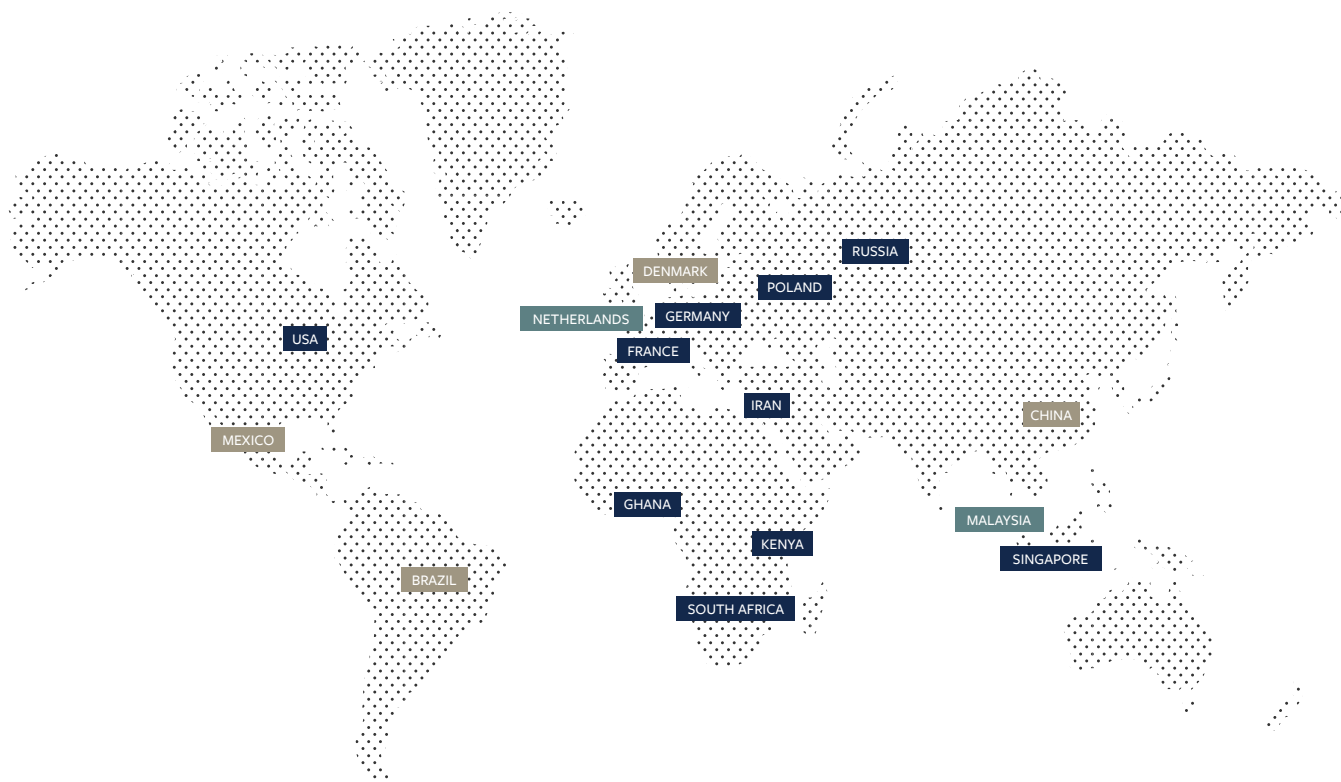 RUSSIA
DENMARK
POLAND
NETHERLANDS
GERMANY
USA
FRANCE
IRAN
CHINA
MEXICO
GHANA
MALAYSIA
KENYA
SINGAPORE
BRAZIL
SOUTH AFRICA